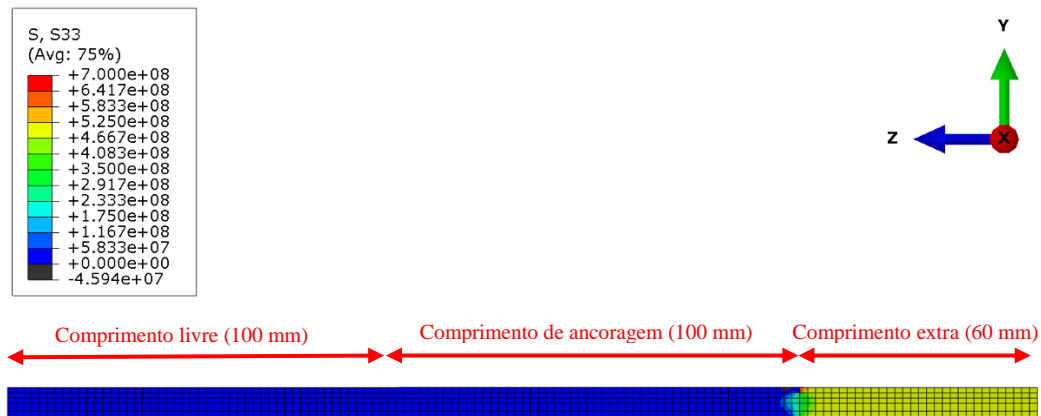 S, S33
(Avg: 75%)
+7.000e+08
+6.417e+08
+5.833e+08
+5.250e+08
+4.667e+08
+4.083e+08
+3.500e+08
+2.917e+08
+2.333e+08
+1.750e+08
+1.167e+08
+5.833e+07
+0.000e+00
-4.594e+07
Y
Z
X
Comprimento livre (100 mm)
Comprimento de ancoragem (100 mm)
Comprimento extra (60 mm)